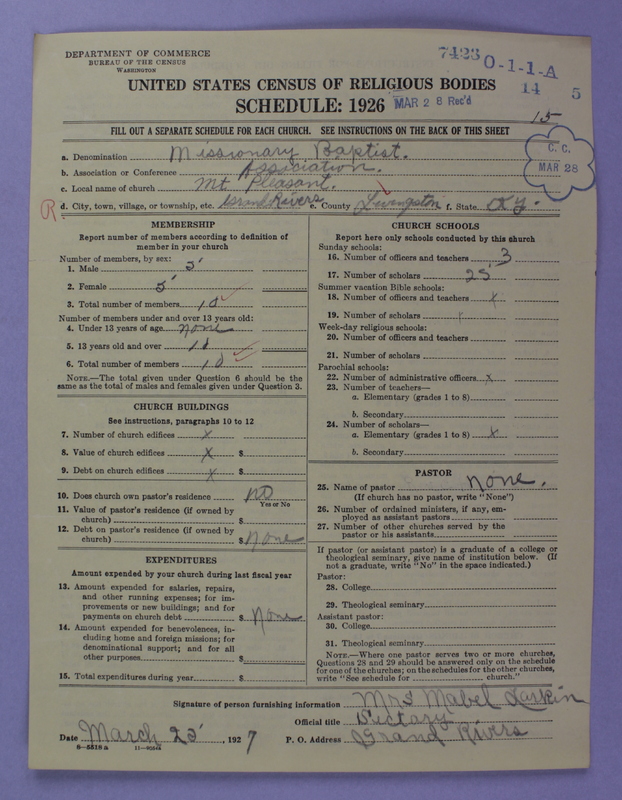 DEPARTMENT OF COMMERCE
BUREAU OF THE CENSUS
WASHINGTON
7423 O-1-1-A
14 5
UNITED STATES CENSUS OF RELIGIOUS BODIES
SCHEDULE: 1926 MAR 28 Rec'd
15
FILL OUT A SEPARATE SCHEDULE FOR EACH CHURCH. SEE INSTRUCTIONS ON THE BACK OF THIS SHEET
C. C.
MAR 28
a. Denomination Missionary Baptist.
b. Association or Conference Association.
c. Local name of church Mt Pleasant.
R d. City, town, village, or township, etc. Grand Rivers e. County Livingston f. State Ky.
MEMBERSHIP
Report number of members according to definition of
member in your church
Number of members, by sex:
1. Male 5
2. Female 5
3. Total number of members 10
Number of members under and over 13 years old:
4. Under 13 years of age none
5. 13 years old and over 10
6. Total number of members 10
NOTE.—The total given under Question 6 should be the
same as the total of males and females given under Question 3.
CHURCH BUILDINGS
See instructions, paragraphs 10 to 12
7. Number of church edifices x
8. Value of church edifices x $
9. Debt on church edifices x $
10. Does church own pastor's residence no
Yes or No
11. Value of pastor's residence (if owned by
church) $
12. Debt on pastor's residence (if owned by
church) $ None
EXPENDITURES
Amount expended by your church during last fiscal year
13. Amount expended for salaries, repairs,
and other running expenses; for im-
provements or new buildings; and for
payments on church debt $ None
14. Amount expended for benevolences, in-
cluding home and foreign missions; for
denominational support; and for all
other purposes $
15. Total expenditures during year $
CHURCH SCHOOLS
Report here only schools conducted by this church
Sunday schools:
16. Number of officers and teachers 3
17. Number of scholars 25
Summer vacation Bible schools:
18. Number of officers and teachers x
19. Number of scholars
Week-day religious schools:
20. Number of officers and teachers
21. Number of scholars
Parochial schools:
22. Number of administrative officers x
23. Number of teachers—
a. Elementary (grades 1 to 8)
b. Secondary
24. Number of scholars—
a. Elementary (grades 1 to 8) x
b. Secondary
PASTOR
25. Name of pastor none.
(If church has no pastor, write "None")
26. Number of ordained ministers, if any, em-
ployed as assistant pastors
27. Number of other churches served by the
pastor or his assistants
If pastor (or assistant pastor) is a graduate of a college or
theological seminary, give name of institution below. (If
not a graduate, write "No" in the space indicated.)
Pastor:
28. College
29. Theological seminary
Assistant pastor:
30. College
31. Theological seminary
NOTE.—Where one pastor serves two or more churches,
Questions 28 and 29 should be answered only on the schedule
for one of the churches; on the schedules for the other churches,
write "See schedule for church."
Signature of person furnishing information Mrs Mabel Larkin
Official title Sectary
Date March 25, 1927 P. O. Address Grand Rivers
8—5518 a